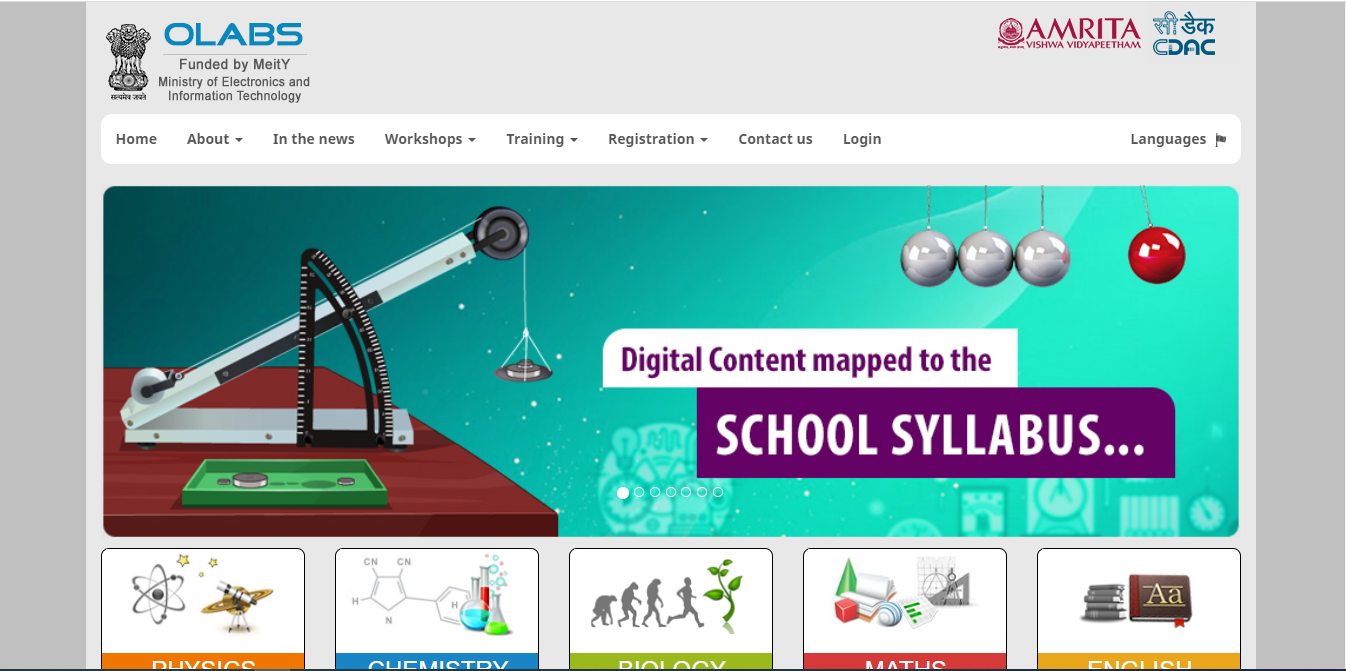 OLABS
Funded by MeitY
Ministry of Electronics and
Information Technology
सत्यमेव जयते
AMRITA
VISHWA VIDYAPEETHAM
सी डैक
CDAC
Home About In the news Workshops Training Registration Contact us Login Languages
Digital Content mapped to the
SCHOOL SYLLABUS...
CN CN
H
H
N
Aa
PHYSICS CHEMISTRY BIOLOGY MATHS ENGLISH